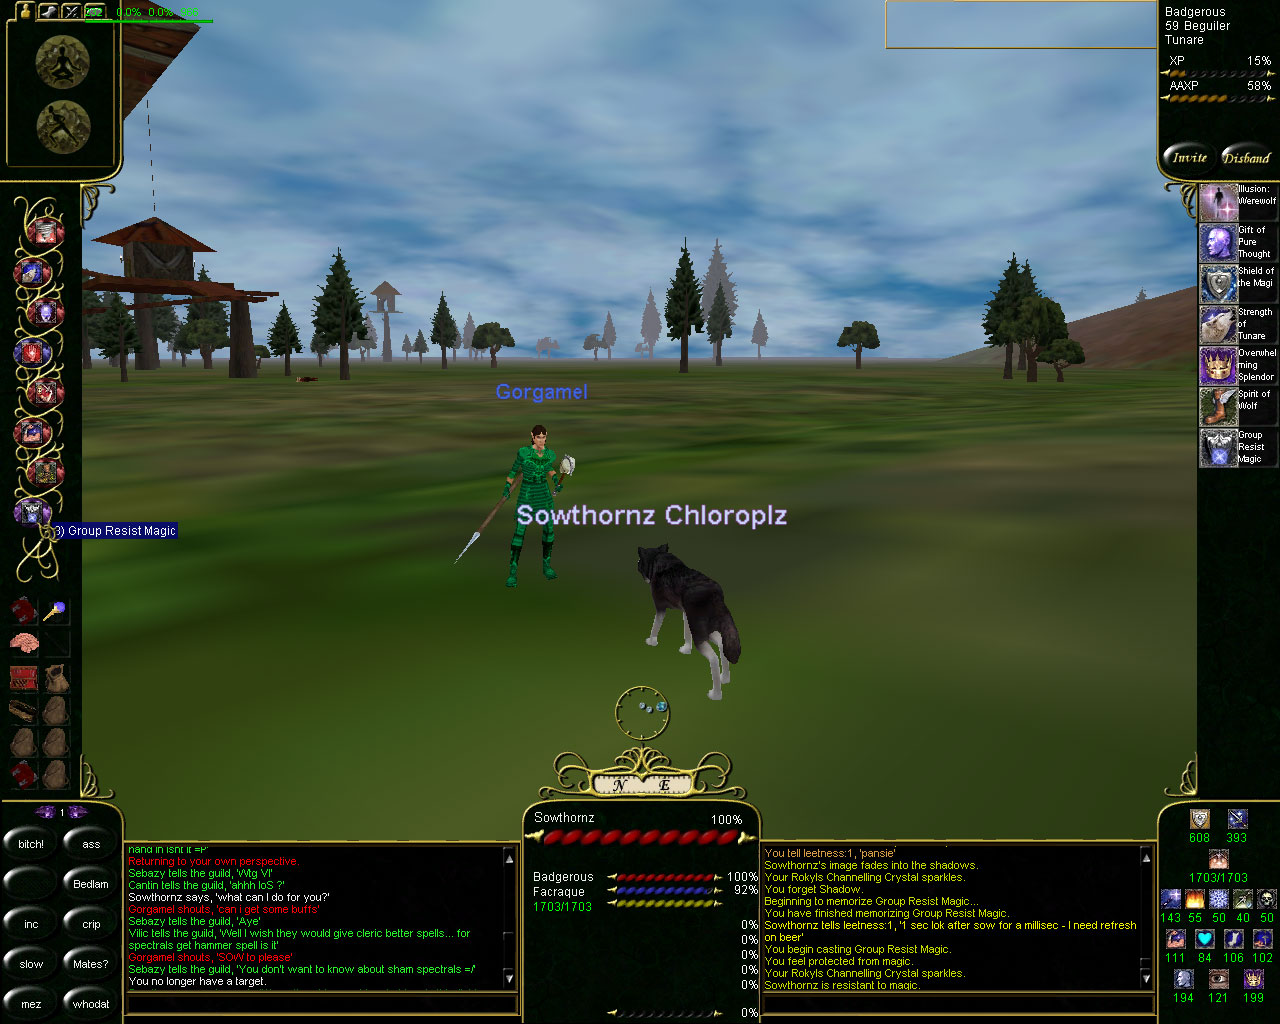 0.0% 0.0%
Badgerous
59 Beguiler
Tunare
XP 15%
AAXP 58%
Invite Disband
Illusion:
Werewolf
Gift of
Pure
Thought
Shield of
the Magi
Strength
of
Tunare
Overwhel
ming
Splendor
Spirit of
Wolf
Group
Resist
Magic
Gorgamel
Sowthornz Chloroplz
3) Group Resist Magic
N E
1
bitch! ass
Bedlam
inc crip
slow Mates?
mez whodat
hand in isnt it =P'
Returning to your own perspective.
Sebazy tells the guild, 'Wtg VI'
Cantin tells the guild, 'ahhh loS ?'
Sowthornz says, 'what can I do for you?'
Gorgamel shouts, 'can i get some buffs'
Sebazy tells the guild, 'Aye'
Vilic tells the guild, 'Well I wish they would give cleric better spells... for
spectrals get hammer spell is it'
Gorgamel shouts, 'SOW to please'
Sebazy tells the guild, 'You don't want to know about sham spectrals =/'
You no longer have a target.
Sowthornz 100%
Badgerous 100%
Facraque 92%
1703/1703
0%
0%
0%
0%
0%
0%
You tell leetness:1, 'pansie'
Sowthornz's image fades into the shadows.
Your Rokyls Channelling Crystal sparkles.
You forget Shadow.
Beginning to memorize Group Resist Magic...
You have finished memorizing Group Resist Magic.
Sowthornz tells leetness:1, '1 sec lok after sow for a millisec - I need refresh
on beer'
You begin casting Group Resist Magic.
You feel protected from magic.
Your Rokyls Channelling Crystal sparkles.
Sowthornz is resistant to magic.
608 393
1703/1703
143 55 50 40 50
111 84 106 102
194 121 199